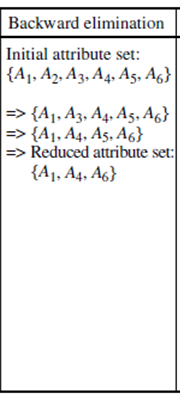 Backward elimination
Initial attribute set:
{A₁, A₂, A₃, A₄, A₅, A₆}
=> {A₁, A₃, A₄, A₅, A₆}
=> {A₁, A₄, A₅, A₆}
=> Reduced attribute set:
{A₁, A₄, A₆}